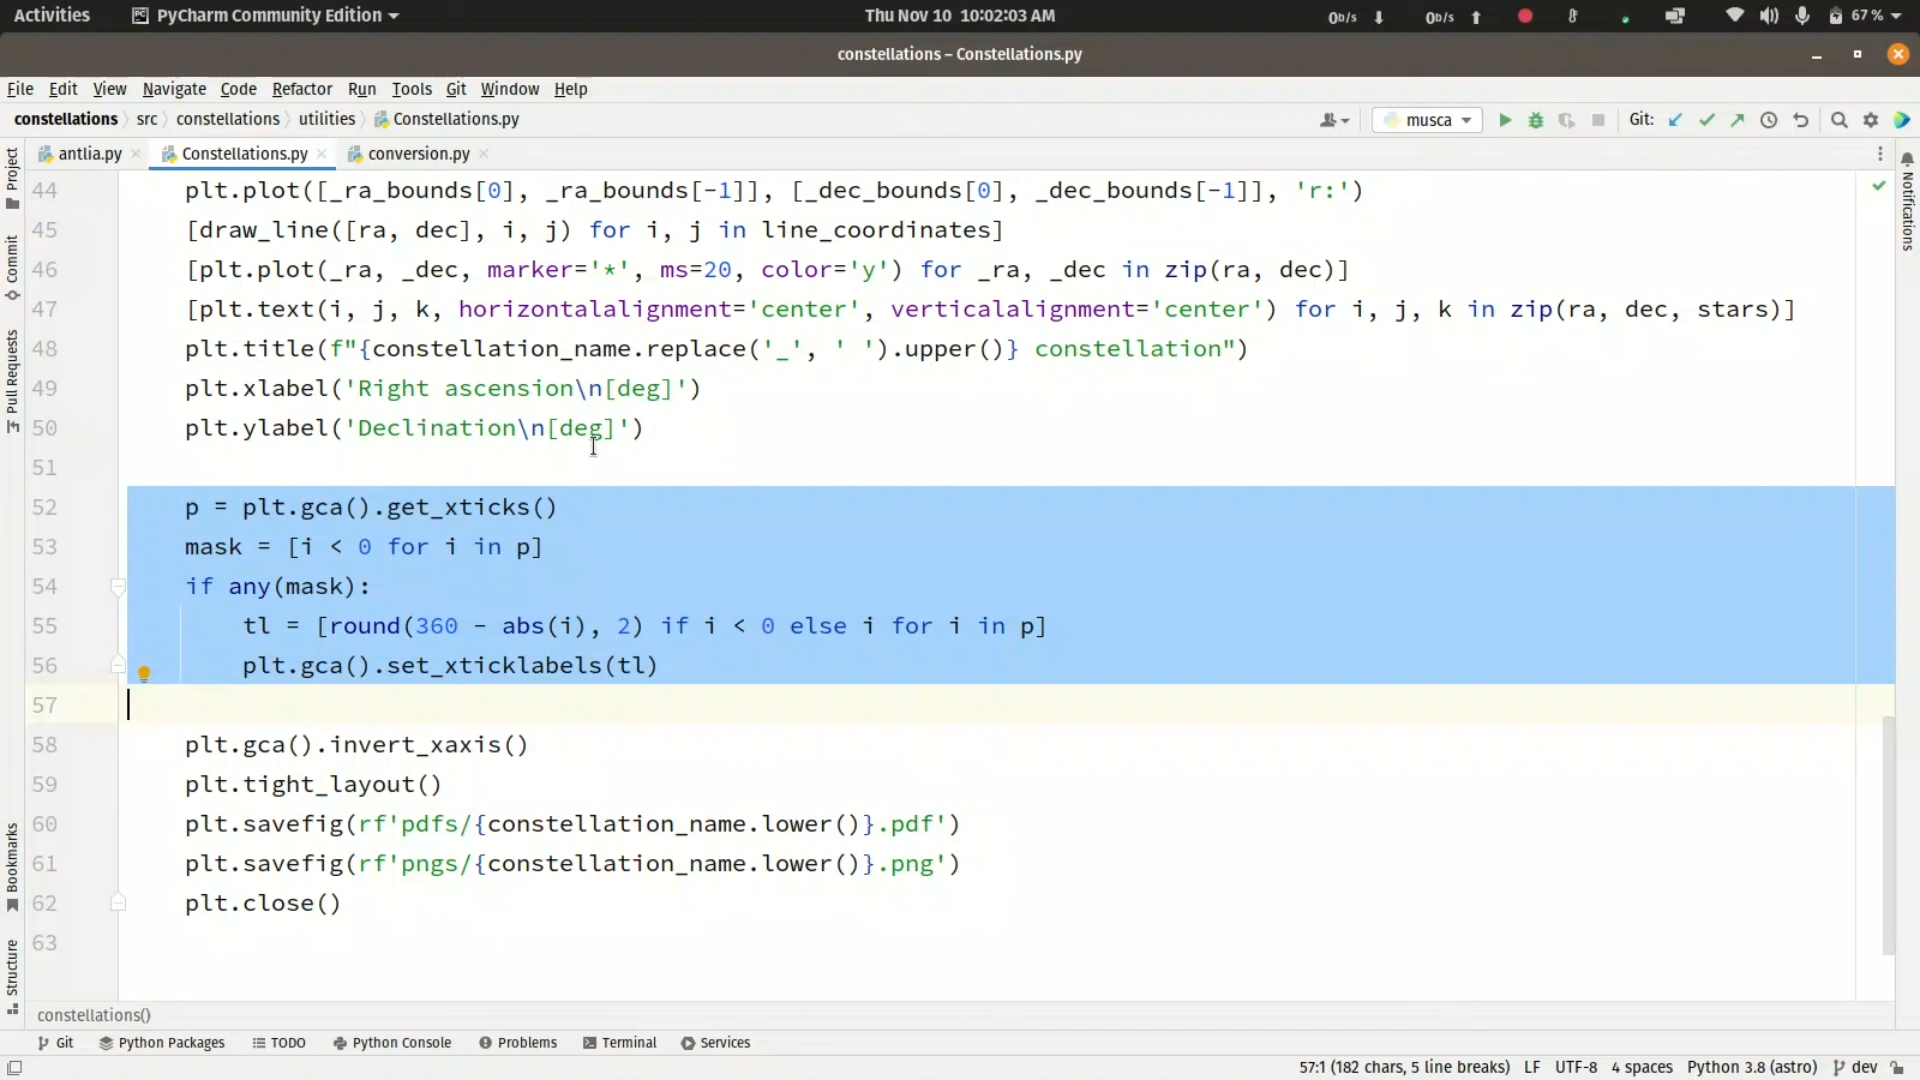 Activities PyCharm Community Edition Thu Nov 10 10:02:03 AM 0b/s 0b/s 67 %
constellations – Constellations.py
File Edit View Navigate Code Refactor Run Tools Git Window Help
constellations src constellations utilities Constellations.py musca Git:
antlia.py Constellations.py conversion.py
Project
Commit
Pull Requests
Bookmarks
Structure
Notifications
44 plt.plot([_ra_bounds[0], _ra_bounds[-1]], [_dec_bounds[0], _dec_bounds[-1]], 'r:')
45 [draw_line([ra, dec], i, j) for i, j in line_coordinates]
46 [plt.plot(_ra, _dec, marker='*', ms=20, color='y') for _ra, _dec in zip(ra, dec)]
47 [plt.text(i, j, k, horizontalalignment='center', verticalalignment='center') for i, j, k in zip(ra, dec, stars)]
48 plt.title(f"{constellation_name.replace('_', ' ').upper()} constellation")
49 plt.xlabel('Right ascension\n[deg]')
50 plt.ylabel('Declination\n[deg]')
51
52 p = plt.gca().get_xticks()
53 mask = [i < 0 for i in p]
54 if any(mask):
55 tl = [round(360 - abs(i), 2) if i < 0 else i for i in p]
56 plt.gca().set_xticklabels(tl)
57
58 plt.gca().invert_xaxis()
59 plt.tight_layout()
60 plt.savefig(rf'pdfs/{constellation_name.lower()}.pdf')
61 plt.savefig(rf'pngs/{constellation_name.lower()}.png')
62 plt.close()
63
constellations()
Git Python Packages TODO Python Console Problems Terminal Services
57:1 (182 chars, 5 line breaks) LF UTF-8 4 spaces Python 3.8 (astro) dev